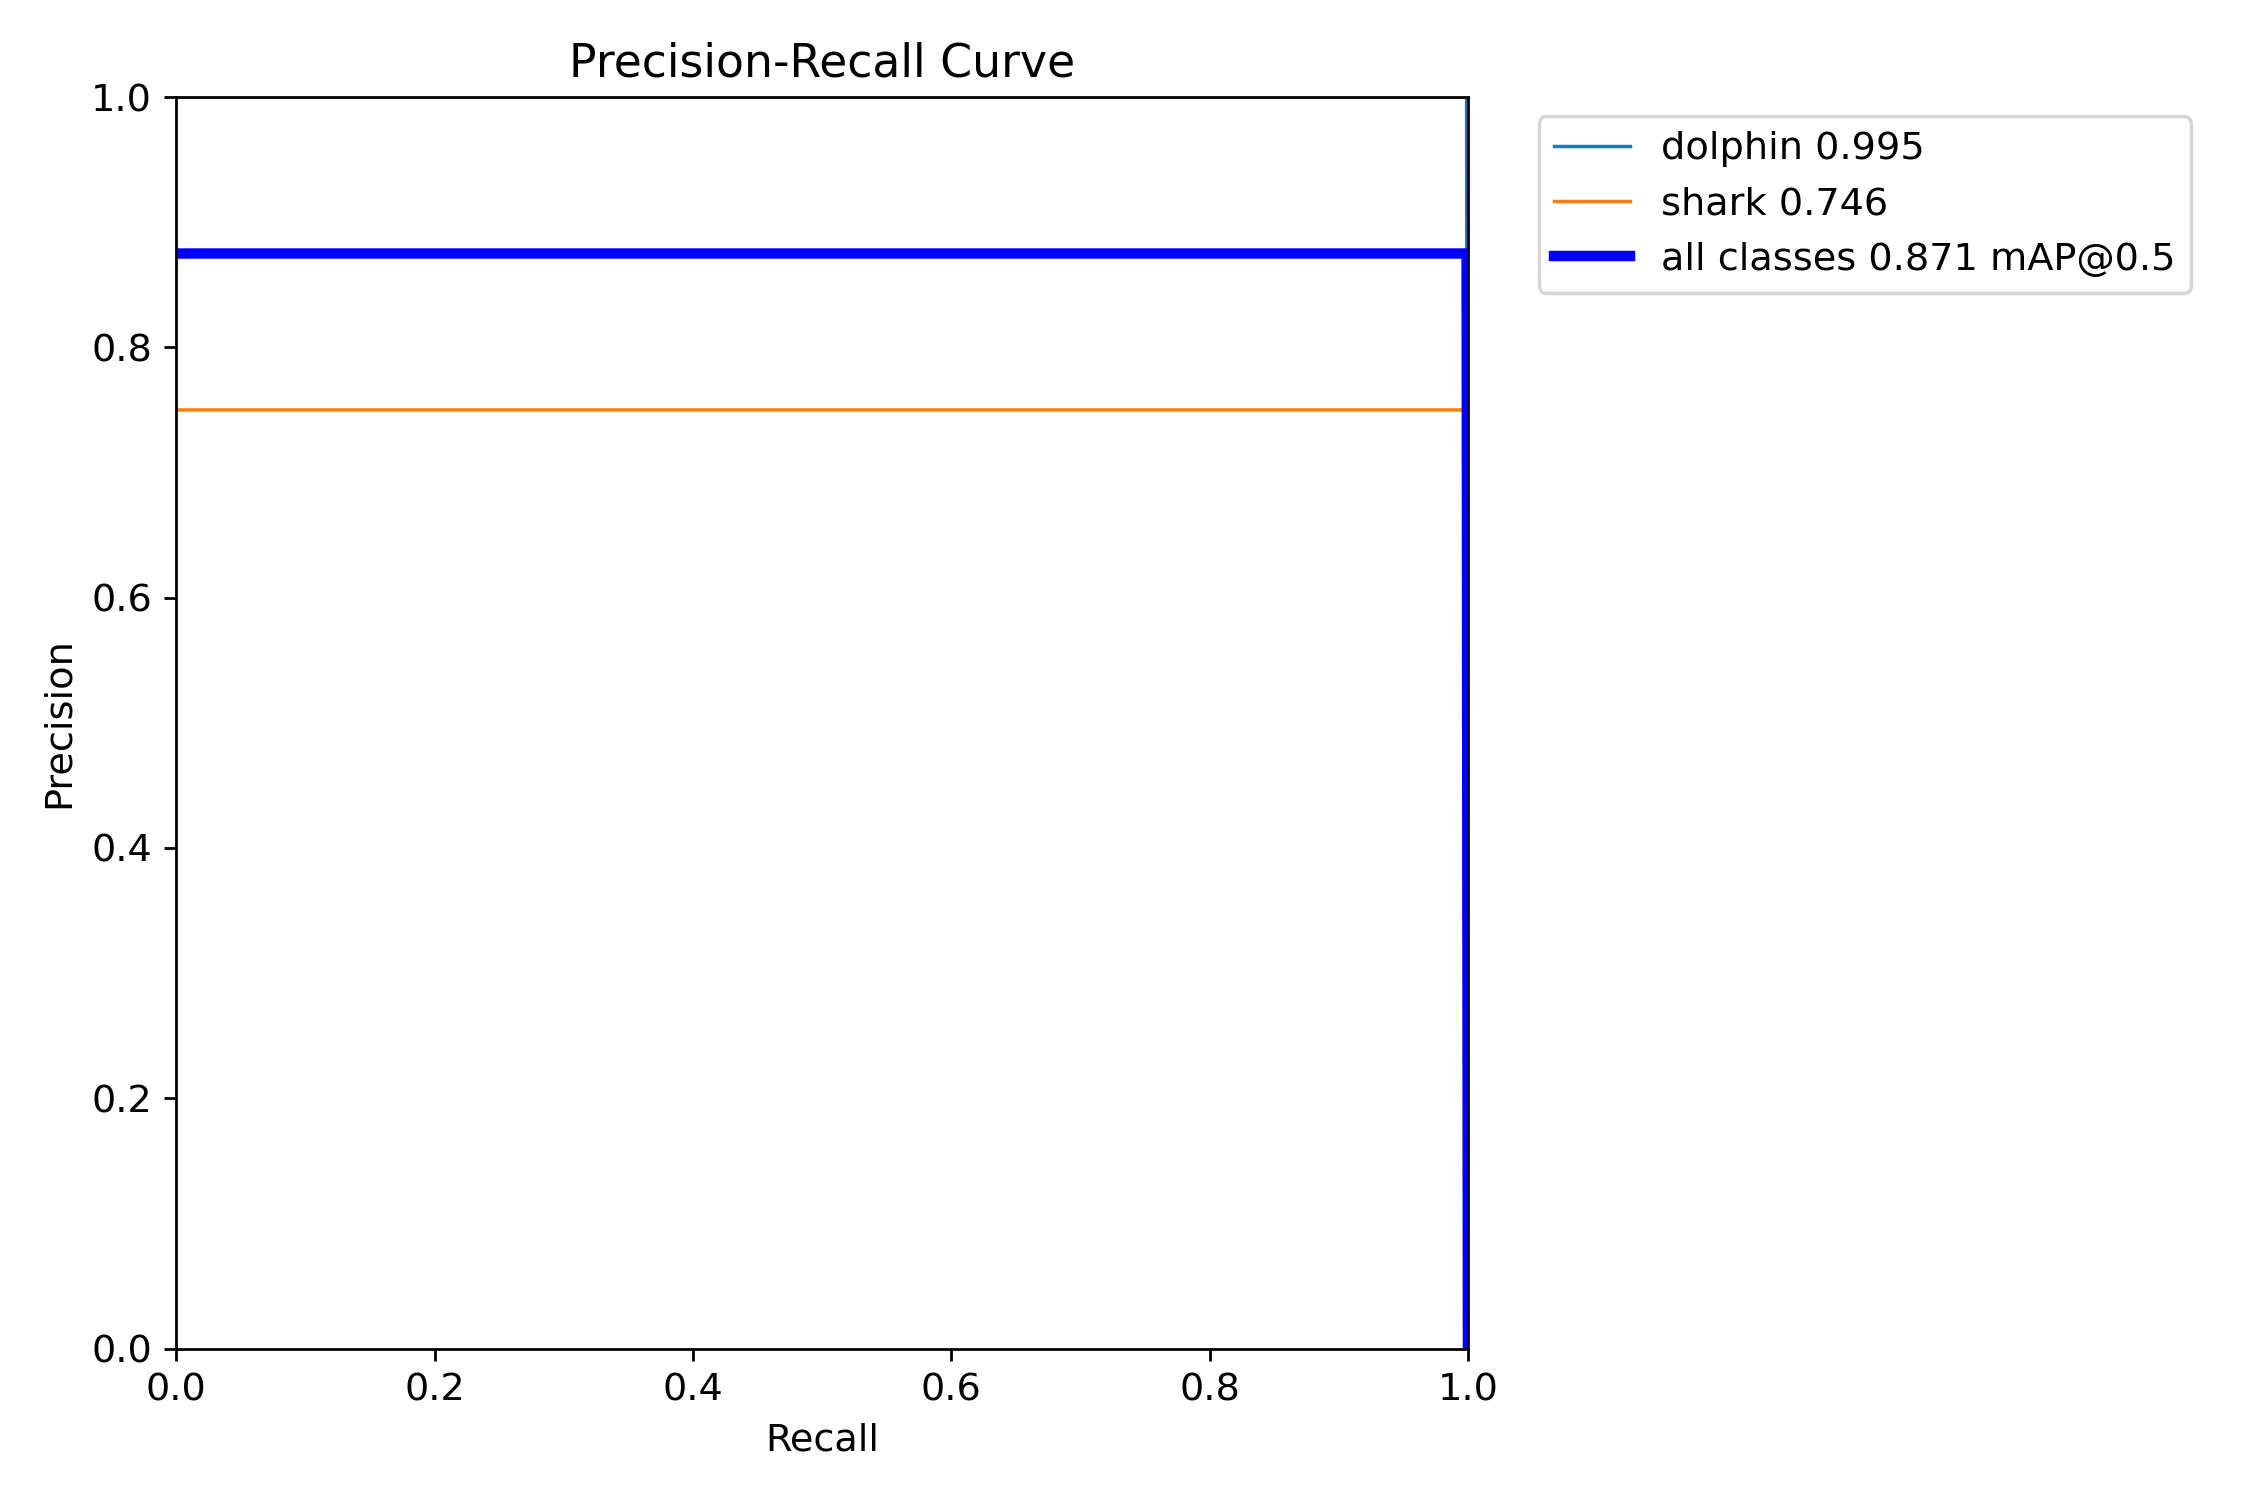 Precision-Recall Curve
1.0
0.8
0.6
0.4
0.2
0.0
Precision
0.0 0.2 0.4 0.6 0.8 1.0
Recall
dolphin 0.995
shark 0.746
all classes 0.871 mAP@0.5